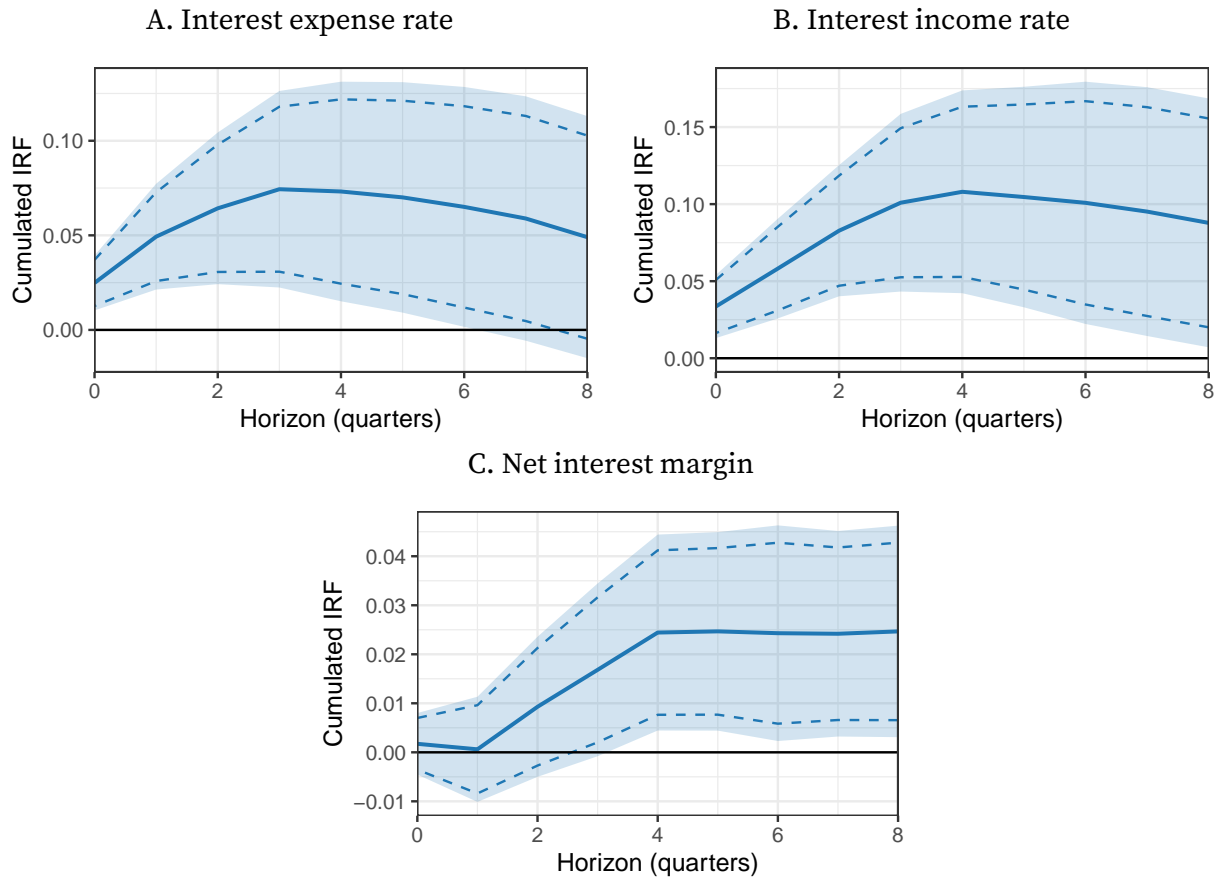 A. Interest expense rate
Cumulated IRF
0.10
0.05
0.00
0 2 4 6 8
Horizon (quarters)
B. Interest income rate
Cumulated IRF
0.15
0.10
0.05
0.00
0 2 4 6 8
Horizon (quarters)
C. Net interest margin
Cumulated IRF
0.04
0.03
0.02
0.01
0.00
−0.01
0 2 4 6 8
Horizon (quarters)